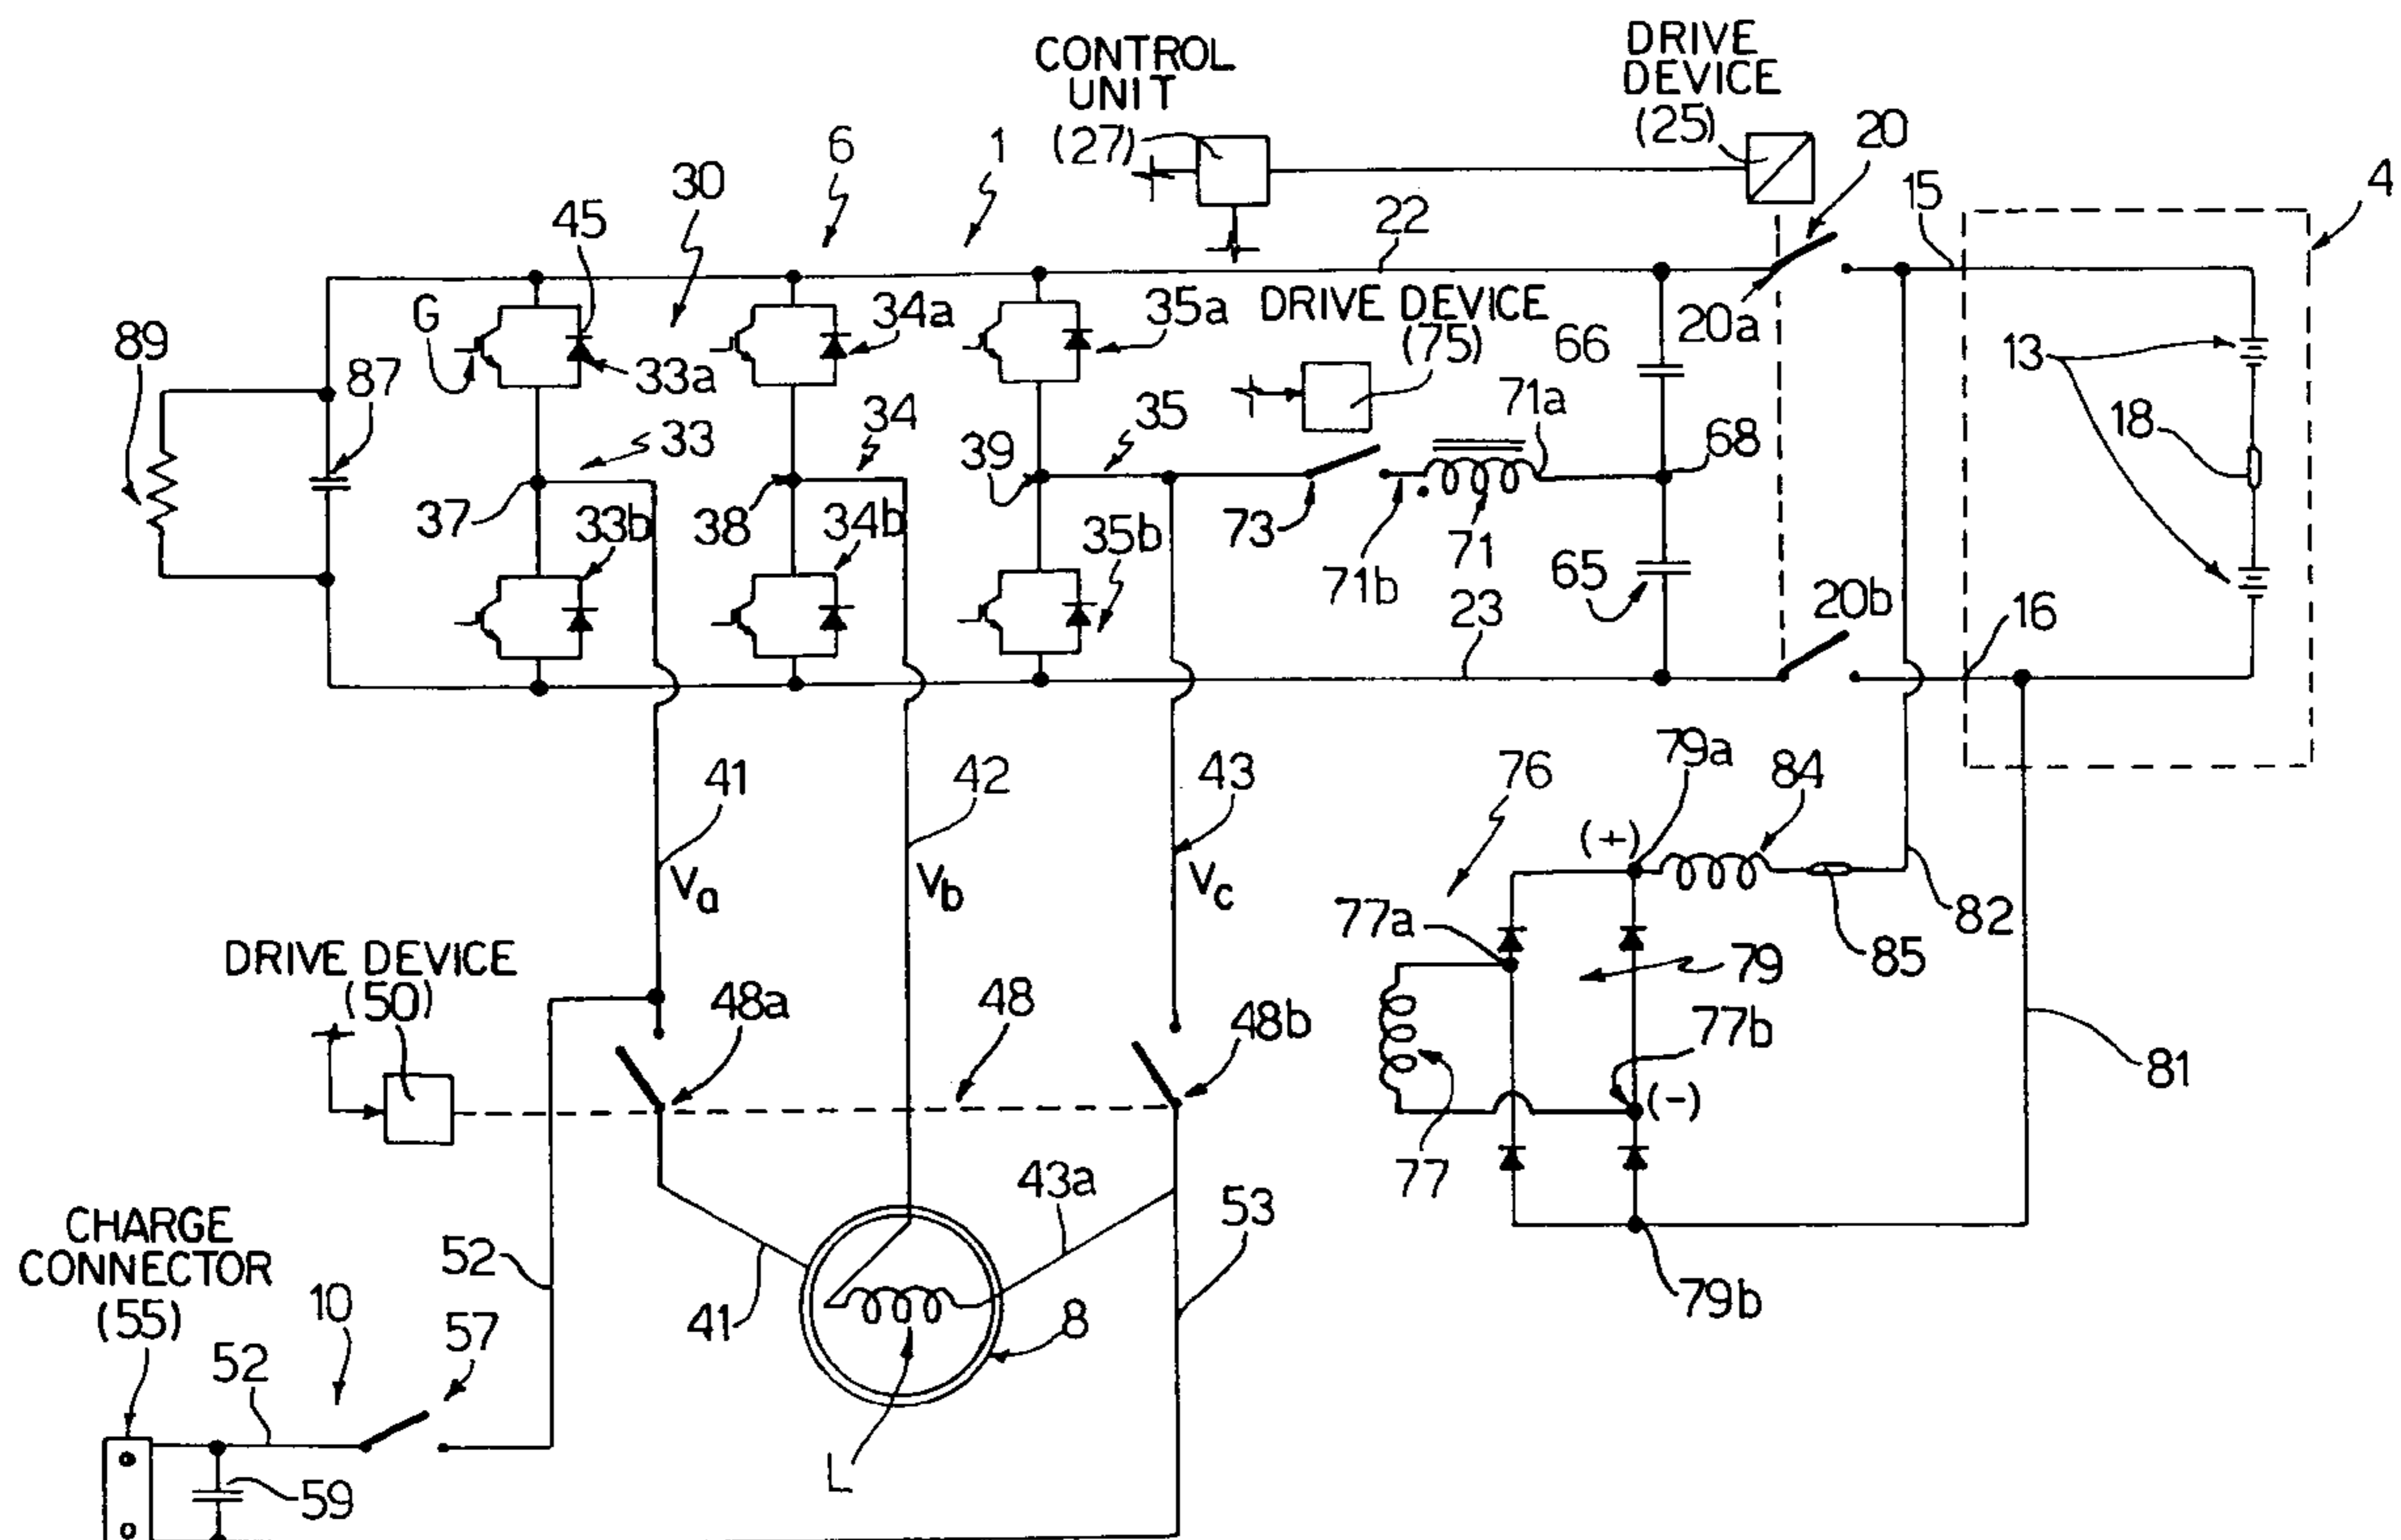 CONTROL
UNIT
(27)
DRIVE
DEVICE
(25)
20
6
1
30
45
22
15
4
G
34a
35a
DRIVE DEVICE
(75)
20a
66
13
89
87
33a
71a
18
33
34
39
35
68
37
33b
38
34b
35b
73
71b
71
65
23
20b
16
41
42
43
76
79a
84
(+)
Va
Vb
Vc
77a
82
85
79
DRIVE DEVICE
(50)
48a
48
48b
77b
(-)
81
77
43a
53
CHARGE
CONNECTOR
(55)
52
10
57
41
8
79b
52
L
59